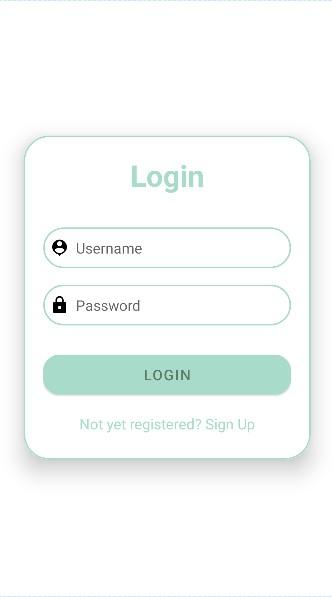 Login
Username
Password
LOGIN
Not yet registered? Sign Up